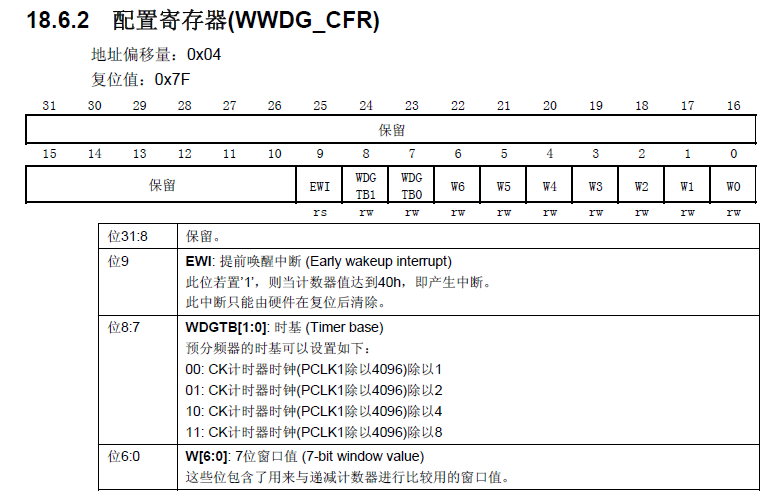 18.6.2 配置寄存器(WWDG_CFR)
地址偏移量：0x04
复位值：0x7F
31 30 29 28 27 26 25 24 23 22 21 20 19 18 17 16
保留
15 14 13 12 11 10 9 8 7 6 5 4 3 2 1 0
保留 EWI WDG TB1 WDG TB0 W6 W5 W4 W3 W2 W1 W0
rs rw rw rw rw rw rw rw rw rw
位31:8 保留。
位9 EWI: 提前唤醒中断 (Early wakeup interrupt)
此位若置'1'，则当计数器值达到40h，即产生中断。
此中断只能由硬件在复位后清除。
位8:7 WDGTB[1:0]: 时基 (Timer base)
预分频器的时基可以设置如下：
00: CK计时器时钟(PCLK1除以4096)除以1
01: CK计时器时钟(PCLK1除以4096)除以2
10: CK计时器时钟(PCLK1除以4096)除以4
11: CK计时器时钟(PCLK1除以4096)除以8
位6:0 W[6:0]: 7位窗口值 (7-bit window value)
这些位包含了用来与递减计数器进行比较用的窗口值。